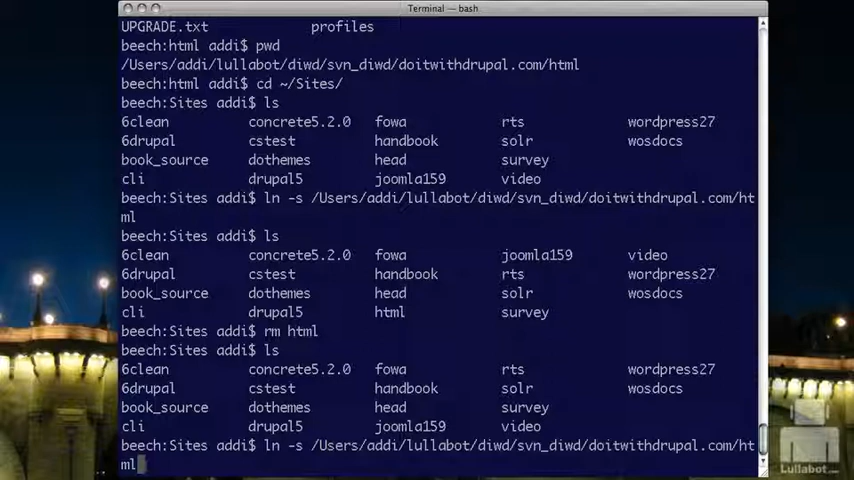 Terminal — bash
UPGRADE.txt profiles
beech:html addi$ pwd
/Users/addi/lullabot/diwd/svn_diwd/doitwithdrupal.com/html
beech:html addi$ cd ~/Sites/
beech:Sites addi$ ls
6clean concrete5.2.0 fowa rts wordpress27
6drupal cstest handbook solr wosdocs
book_source dothemes head survey
cli drupal5 joomla159 video
beech:Sites addi$ ln -s /Users/addi/lullabot/diwd/svn_diwd/doitwithdrupal.com/ht
ml
beech:Sites addi$ ls
6clean concrete5.2.0 fowa joomla159 video
6drupal cstest handbook rts wordpress27
book_source dothemes head solr wosdocs
cli drupal5 html survey
beech:Sites addi$ rm html
beech:Sites addi$ ls
6clean concrete5.2.0 fowa rts wordpress27
6drupal cstest handbook solr wosdocs
book_source dothemes head survey
cli drupal5 joomla159 video
beech:Sites addi$ ln -s /Users/addi/lullabot/diwd/svn_diwd/doitwithdrupal.com/ht
ml
Lullabot